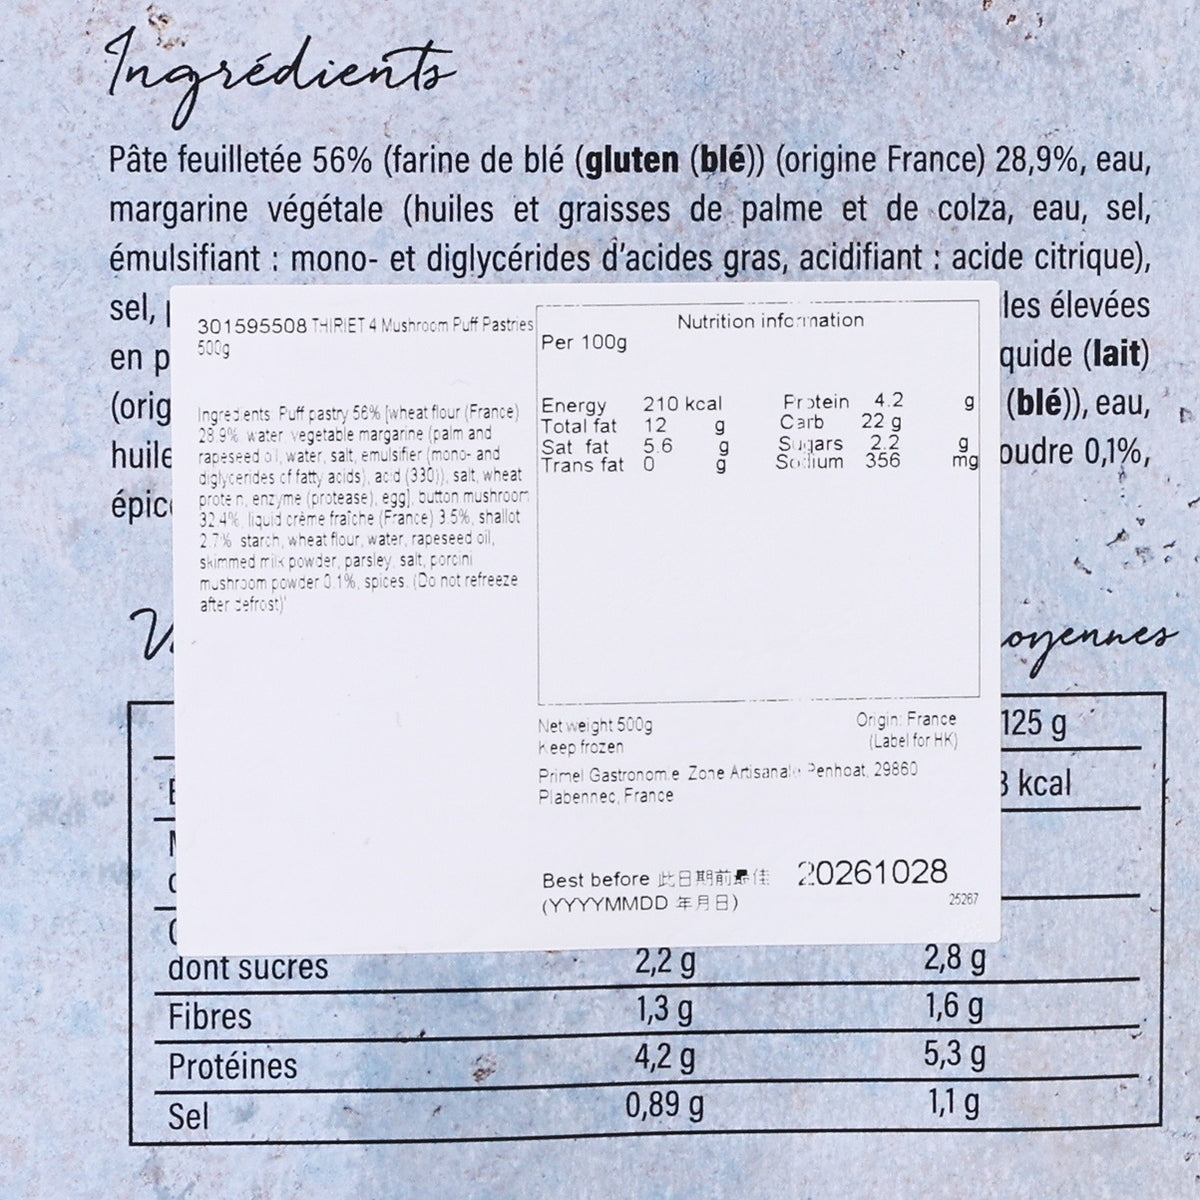 Ingrédients
Pâte feuilletée 56% (farine de blé (gluten (blé)) (origine France) 28,9%, eau,
margarine végétale (huiles et graisses de palme et de colza, eau, sel,
émulsifiant : mono- et diglycérides d'acides gras, acidifiant : acide citrique),
sel, les élevées
en quide (lait)
(blé)), eau,
oudre 0,1%,
301595508 THIRIET 4 Mushroom Puff Pastries
500g
Ingredients: Puff pastry 56% [wheat flour (France)
28.9%, water, vegetable margarine (palm and
rapeseed oil, water, salt, emulsifier (mono- and
diglycerides of fatty acids), acid (330)), salt, wheat
protein, enzyme (protease), egg], button mushroom
32.4%, liquid crème fraîche (France) 3.5%, shallot
2.7%, starch, wheat flour, water, rapeseed oil,
skimmed milk powder, parsley, salt, porcini
mushroom powder 0.1%, spices. (Do not refreeze
after defrost)'
Nutrition information
Per 100g
Energy 210 kcal Protein 4.2 g
Total fat 12 g Carb 22 g
Sat fat 5.6 g Sugars 2.2 g
Trans fat 0 g Sodium 356 mg
Net weight 500g Origin: France
Keep frozen (Label for HK)
Primel Gastronomie Zone Artisanale Penhoat, 29860
Plabennec, France
Best before 此日期前最佳 20261028
(YYYYMMDD 年月日) 25267
oyennes
125 g
kcal
dont sucres 2,2 g 2,8 g
Fibres 1,3 g 1,6 g
Protéines 4,2 g 5,3 g
Sel 0,89 g 1,1 g